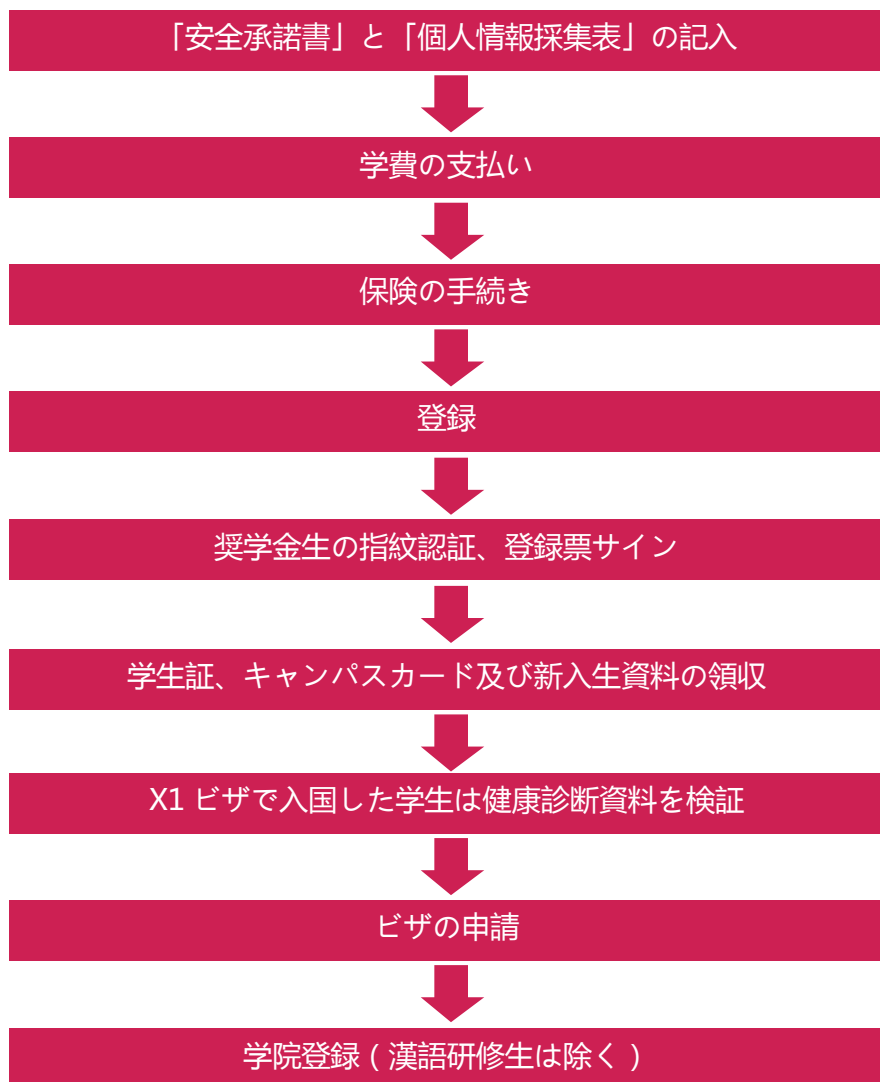 「安全承諾書」と「個人情報採集表」の記入
学費の支払い
保険の手続き
登録
奨学金生の指紋認証、登録票サイン
学生証、キャンパスカード及び新入生資料の領収
X1 ビザで入国した学生は健康診断資料を検証
ビザの申請
学院登録（漢語研修生は除く）